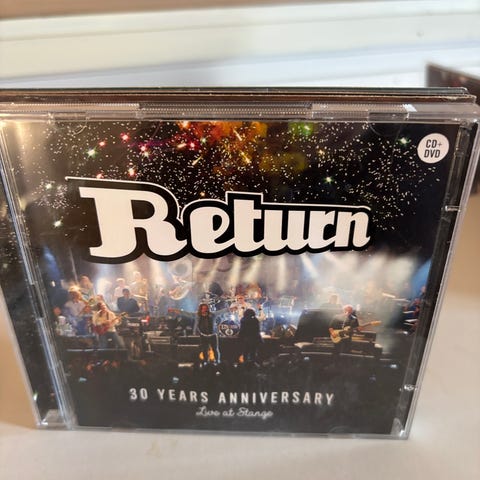 CD+
DVD
Return
30 YEARS ANNIVERSARY
Live at Stange